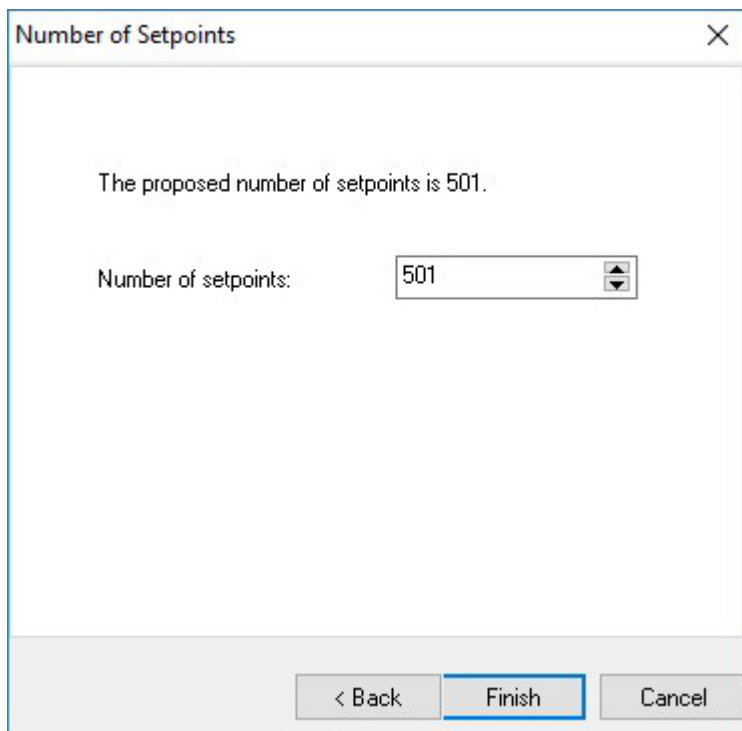 Number of Setpoints
The proposed number of setpoints is 501.
Number of setpoints: 501
< Back Finish Cancel